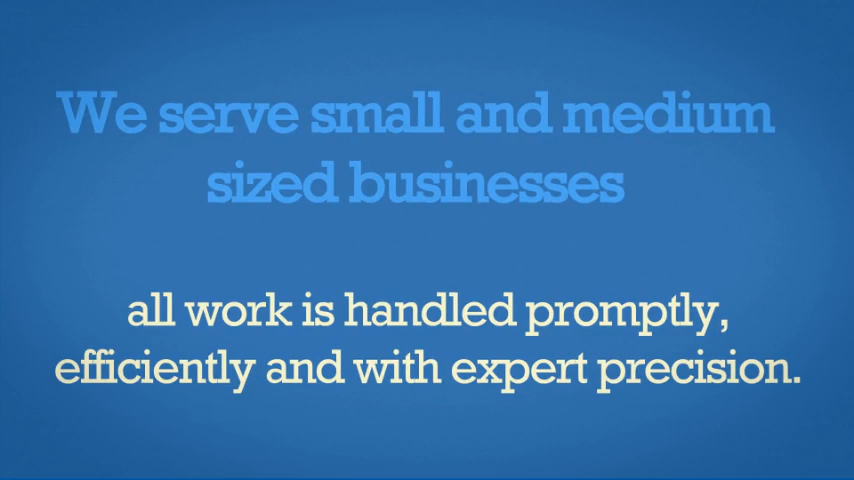 We serve small and medium
sized businesses
all work is handled promptly,
efficiently and with expert precision.